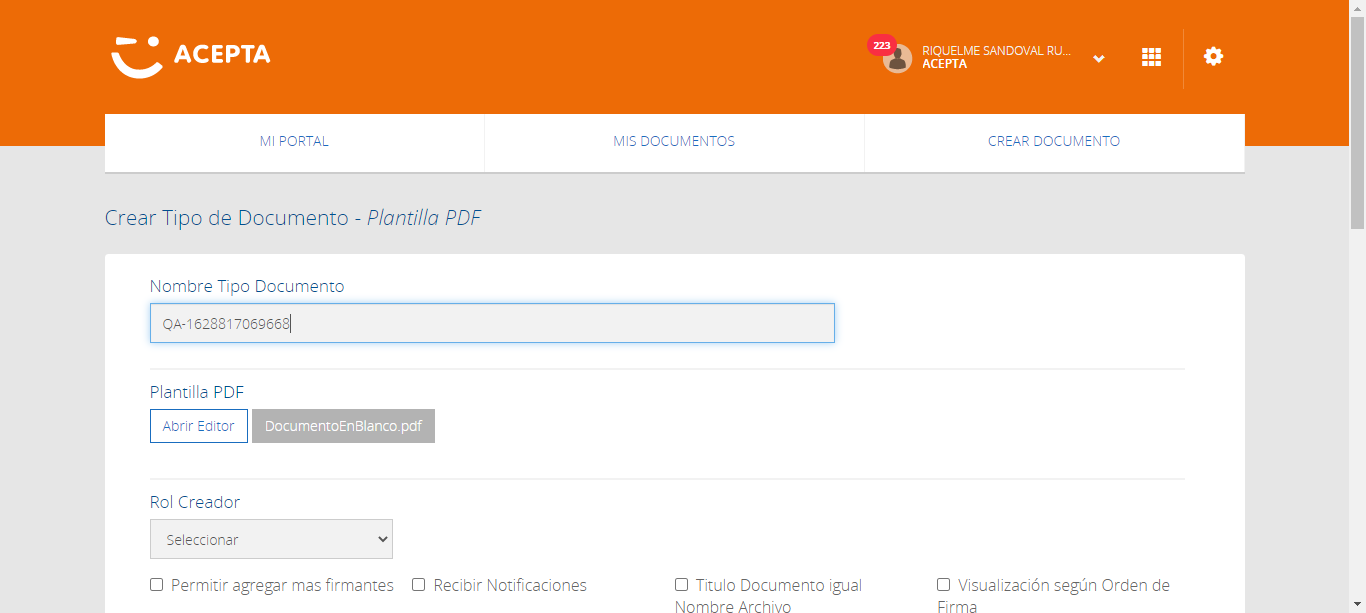 ACEPTA
223
RIQUELME SANDOVAL RU...
ACEPTA
MI PORTAL
MIS DOCUMENTOS
CREAR DOCUMENTO
Crear Tipo de Documento - Plantilla PDF
Nombre Tipo Documento
QA-1628817069668
Plantilla PDF
Abrir Editor
DocumentoEnBlanco.pdf
Rol Creador
Seleccionar
Permitir agregar mas firmantes
Recibir Notificaciones
Titulo Documento igual
Nombre Archivo
Visualización según Orden de
Firma